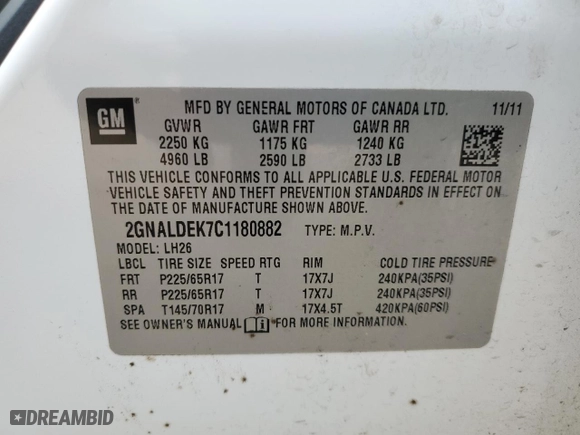 GM
MFD BY GENERAL MOTORS OF CANADA LTD. 11/11
GVWR GAWR FRT GAWR RR
2250 KG 1175 KG 1240 KG
4960 LB 2590 LB 2733 LB
THIS VEHICLE CONFORMS TO ALL APPLICABLE U.S. FEDERAL MOTOR
VEHICLE SAFETY AND THEFT PREVENTION STANDARDS IN EFFECT ON
THE DATE OF MANUFACTURE SHOWN ABOVE.
2GNALDEK7C1180882 TYPE: M.P.V.
MODEL: LH26
LBCL TIRE SIZE SPEED RTG RIM COLD TIRE PRESSURE
FRT P225/65R17 T 17X7J 240KPA(35PSI)
RR P225/65R17 T 17X7J 240KPA(35PSI)
SPA T145/70R17 M 17X4.5T 420KPA(60PSI)
SEE OWNER'S MANUAL FOR MORE INFORMATION.
DREAMBID